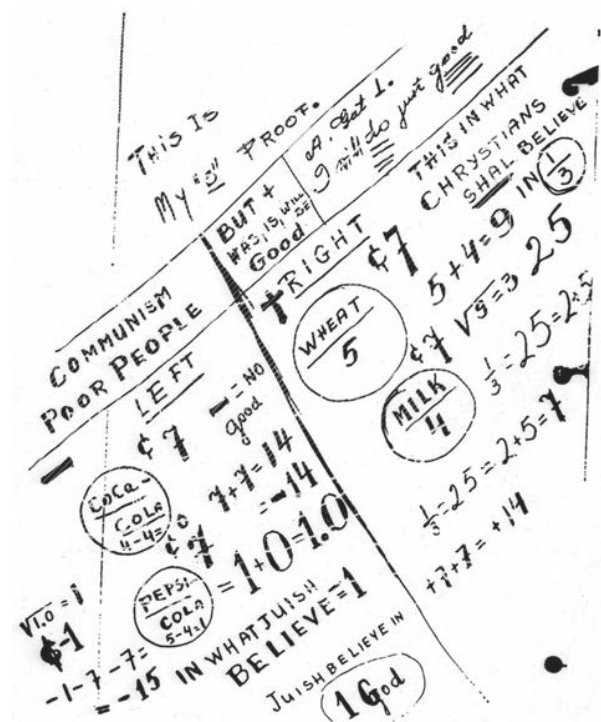 THIS IS
MY "S" PROOF.
BUT +
WAS, IS, WILL BE
Good
A. Gat 1.
I will do just good
COMMUNISM
POOR PEOPLE
LEFT
—
¢7
— = NO
good
COCA-
COLA
4-4=0
7+7=14
= -14
¢7
PEPSI-
COLA
5-4=1
= 1+0=1.0
√1.0 = 1
¢-1
-1-7-7=
= -15
IN WHAT JUISH
BELIEVE=1
JUISH BELIEVE IN
1 God
THIS IN WHAT
CHRYSTIANS
SHAL BELIEVE
IN 1/3
+RIGHT
¢7
5+4=9
25
WHEAT
5
¢7
√9=3
MILK
4
1/3=25=2+5
1/3=25=2+5=7
+7+7= +14